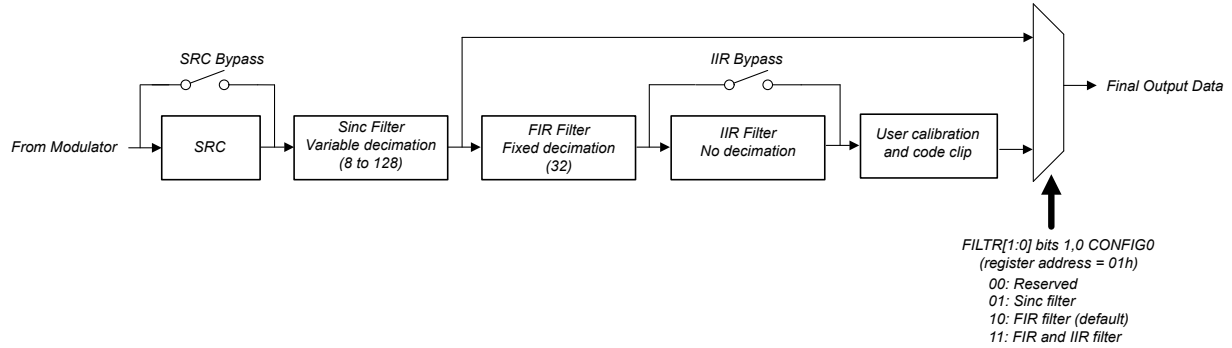 SRC Bypass
IIR Bypass
From Modulator
SRC
Sinc Filter
Variable decimation
(8 to 128)
FIR Filter
Fixed decimation
(32)
IIR Filter
No decimation
User calibration
and code clip
Final Output Data
FILTR[1:0] bits 1,0 CONFIG0
(register address = 01h)
00: Reserved
01: Sinc filter
10: FIR filter (default)
11: FIR and IIR filter